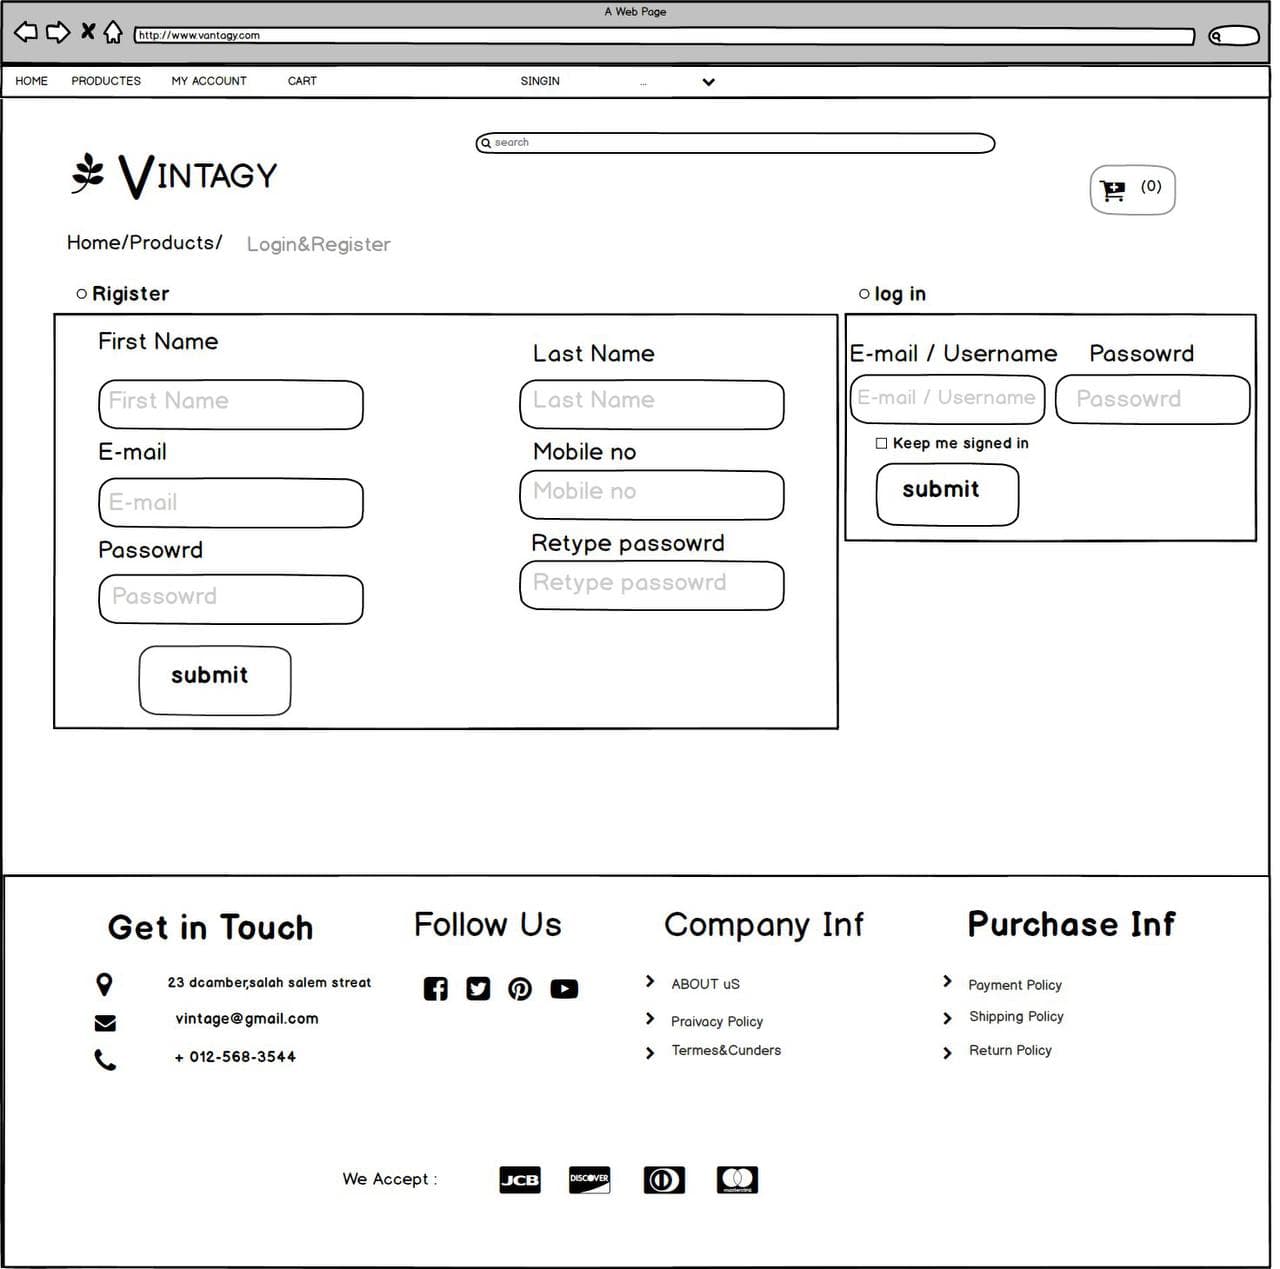 A Web Page
http://www.vantagy.com
HOME PRODUCTES MY ACCOUNT CART SINGIN ...
search
VINTAGY
(0)
Home/Products/ Login&Register
Rigister
First Name Last Name
First Name Last Name
E-mail Mobile no
E-mail Mobile no
Passowrd Retype passowrd
Passowrd Retype passowrd
submit
log in
E-mail / Username Passowrd
E-mail / Username Passowrd
Keep me signed in
submit
Get in Touch
23 dcamber,salah salem streat
vintage@gmail.com
+ 012-568-3544
Follow Us
Company Inf
ABOUT uS
Praivacy Policy
Termes&Cunders
Purchase Inf
Payment Policy
Shipping Policy
Return Policy
We Accept : JCB DISCOVER mastercard